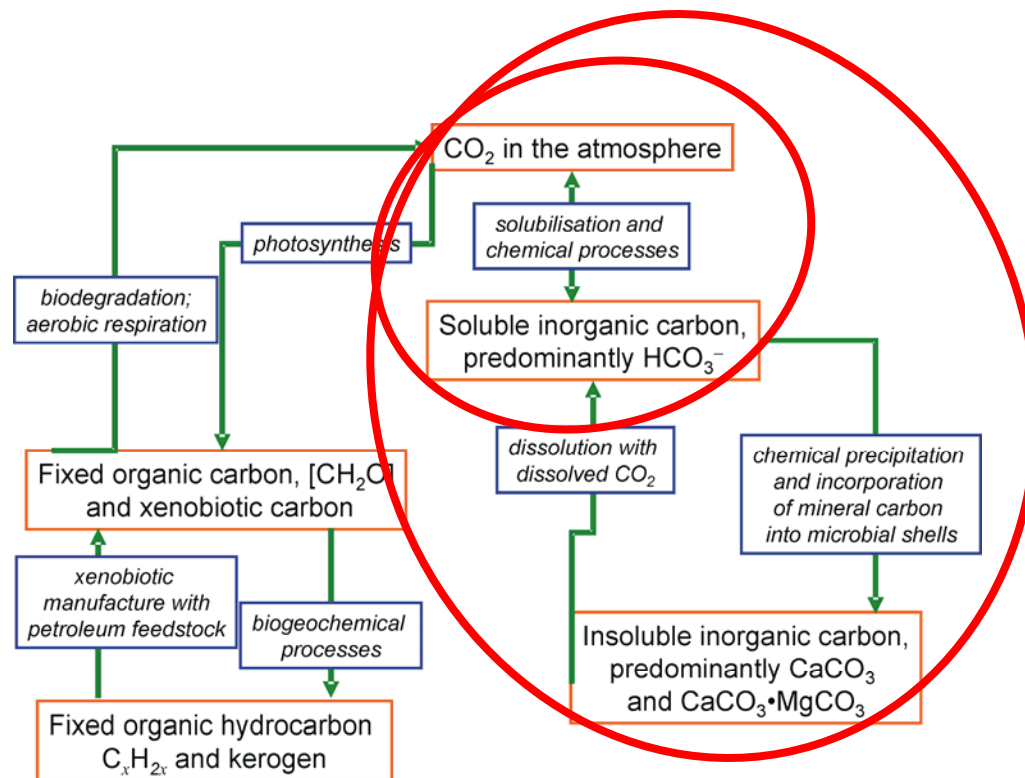 CO₂ in the atmosphere
photosynthesis
solubilisation and
chemical processes
biodegradation;
aerobic respiration
Soluble inorganic carbon,
predominantly HCO₃⁻
Fixed organic carbon, [CH₂O]
and xenobiotic carbon
dissolution with
dissolved CO₂
chemical precipitation
and incorporation
of mineral carbon
into microbial shells
xenobiotic
manufacture with
petroleum feedstock
biogeochemical
processes
Insoluble inorganic carbon,
predominantly CaCO₃
and CaCO₃•MgCO₃
Fixed organic hydrocarbon
CₓH₂ₓ and kerogen